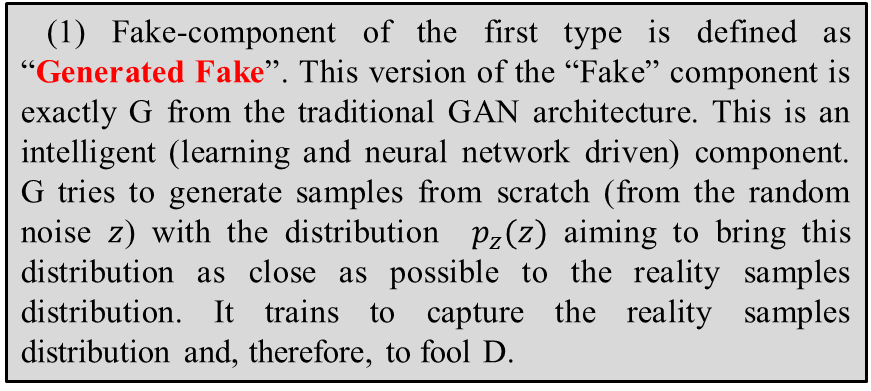 (1) Fake-component of the first type is defined as
“Generated Fake”. This version of the “Fake” component is
exactly G from the traditional GAN architecture. This is an
intelligent (learning and neural network driven) component.
G tries to generate samples from scratch (from the random
noise 𝑧) with the distribution 𝑝𝑧(𝑧) aiming to bring this
distribution as close as possible to the reality samples
distribution. It trains to capture the reality samples
distribution and, therefore, to fool D.